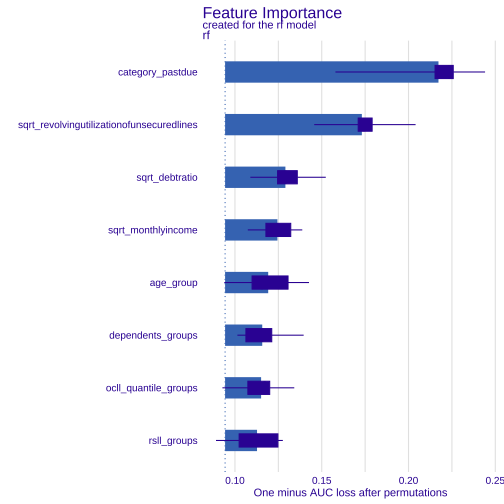 Feature Importance
created for the rf model
rf
category_pastdue
sqrt_revolvingutilizationofunsecuredlines
sqrt_debtratio
sqrt_monthlyincome
age_group
dependents_groups
ocll_quantile_groups
rsll_groups
0.10 0.15 0.20 0.25
One minus AUC loss after permutations